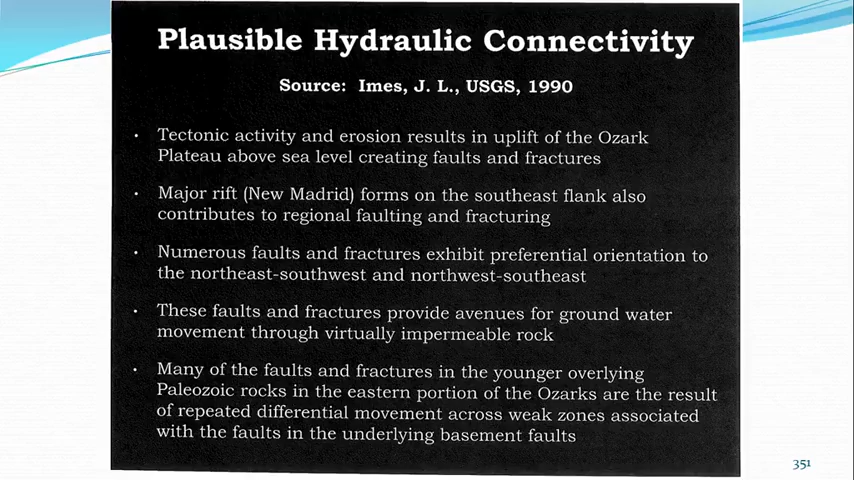 Plausible Hydraulic Connectivity
Source: Imes, J. L., USGS, 1990
· Tectonic activity and erosion results in uplift of the Ozark
Plateau above sea level creating faults and fractures
· Major rift (New Madrid) forms on the southeast flank also
contributes to regional faulting and fracturing
· Numerous faults and fractures exhibit preferential orientation to
the northeast-southwest and northwest-southeast
· These faults and fractures provide avenues for ground water
movement through virtually impermeable rock
· Many of the faults and fractures in the younger overlying
Paleozoic rocks in the eastern portion of the Ozarks are the result
of repeated differential movement across weak zones associated
with the faults in the underlying basement faults
351